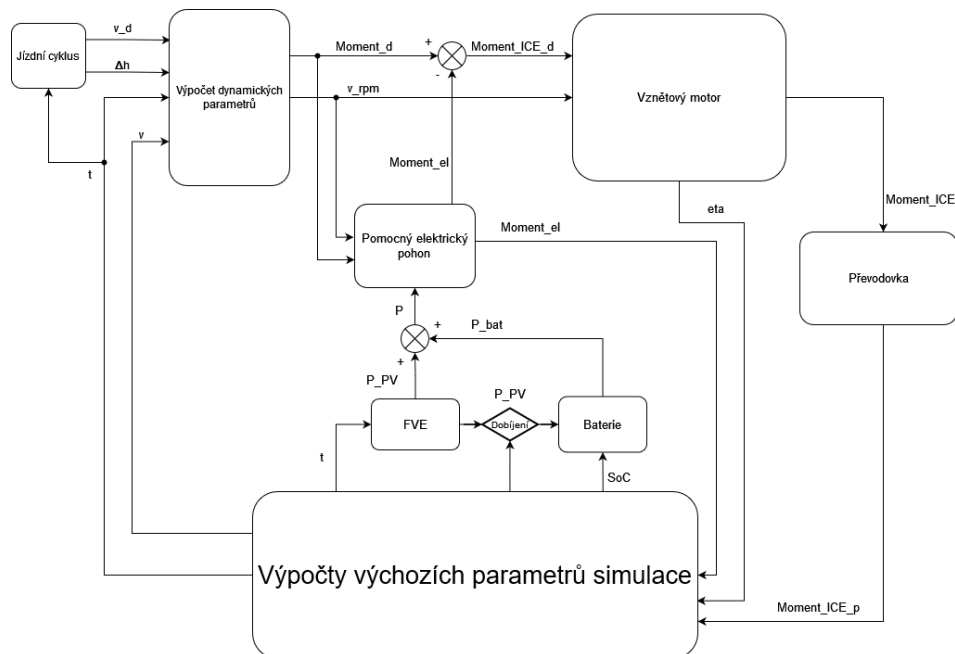 v_d
Moment_d
+
Moment_ICE_d
Jízdní cyklus
Δh
-
Výpočet dynamických
parametrů
v_rpm
Vznětový motor
v
t
Moment_el
eta
Moment_ICE
Pomocný elektrický
pohon
Moment_el
Převodovka
P
+
P_bat
+
P_PV
P_PV
FVE
Dobíjení
Baterie
t
SoC
Výpočty výchozích parametrů simulace
Moment_ICE_p